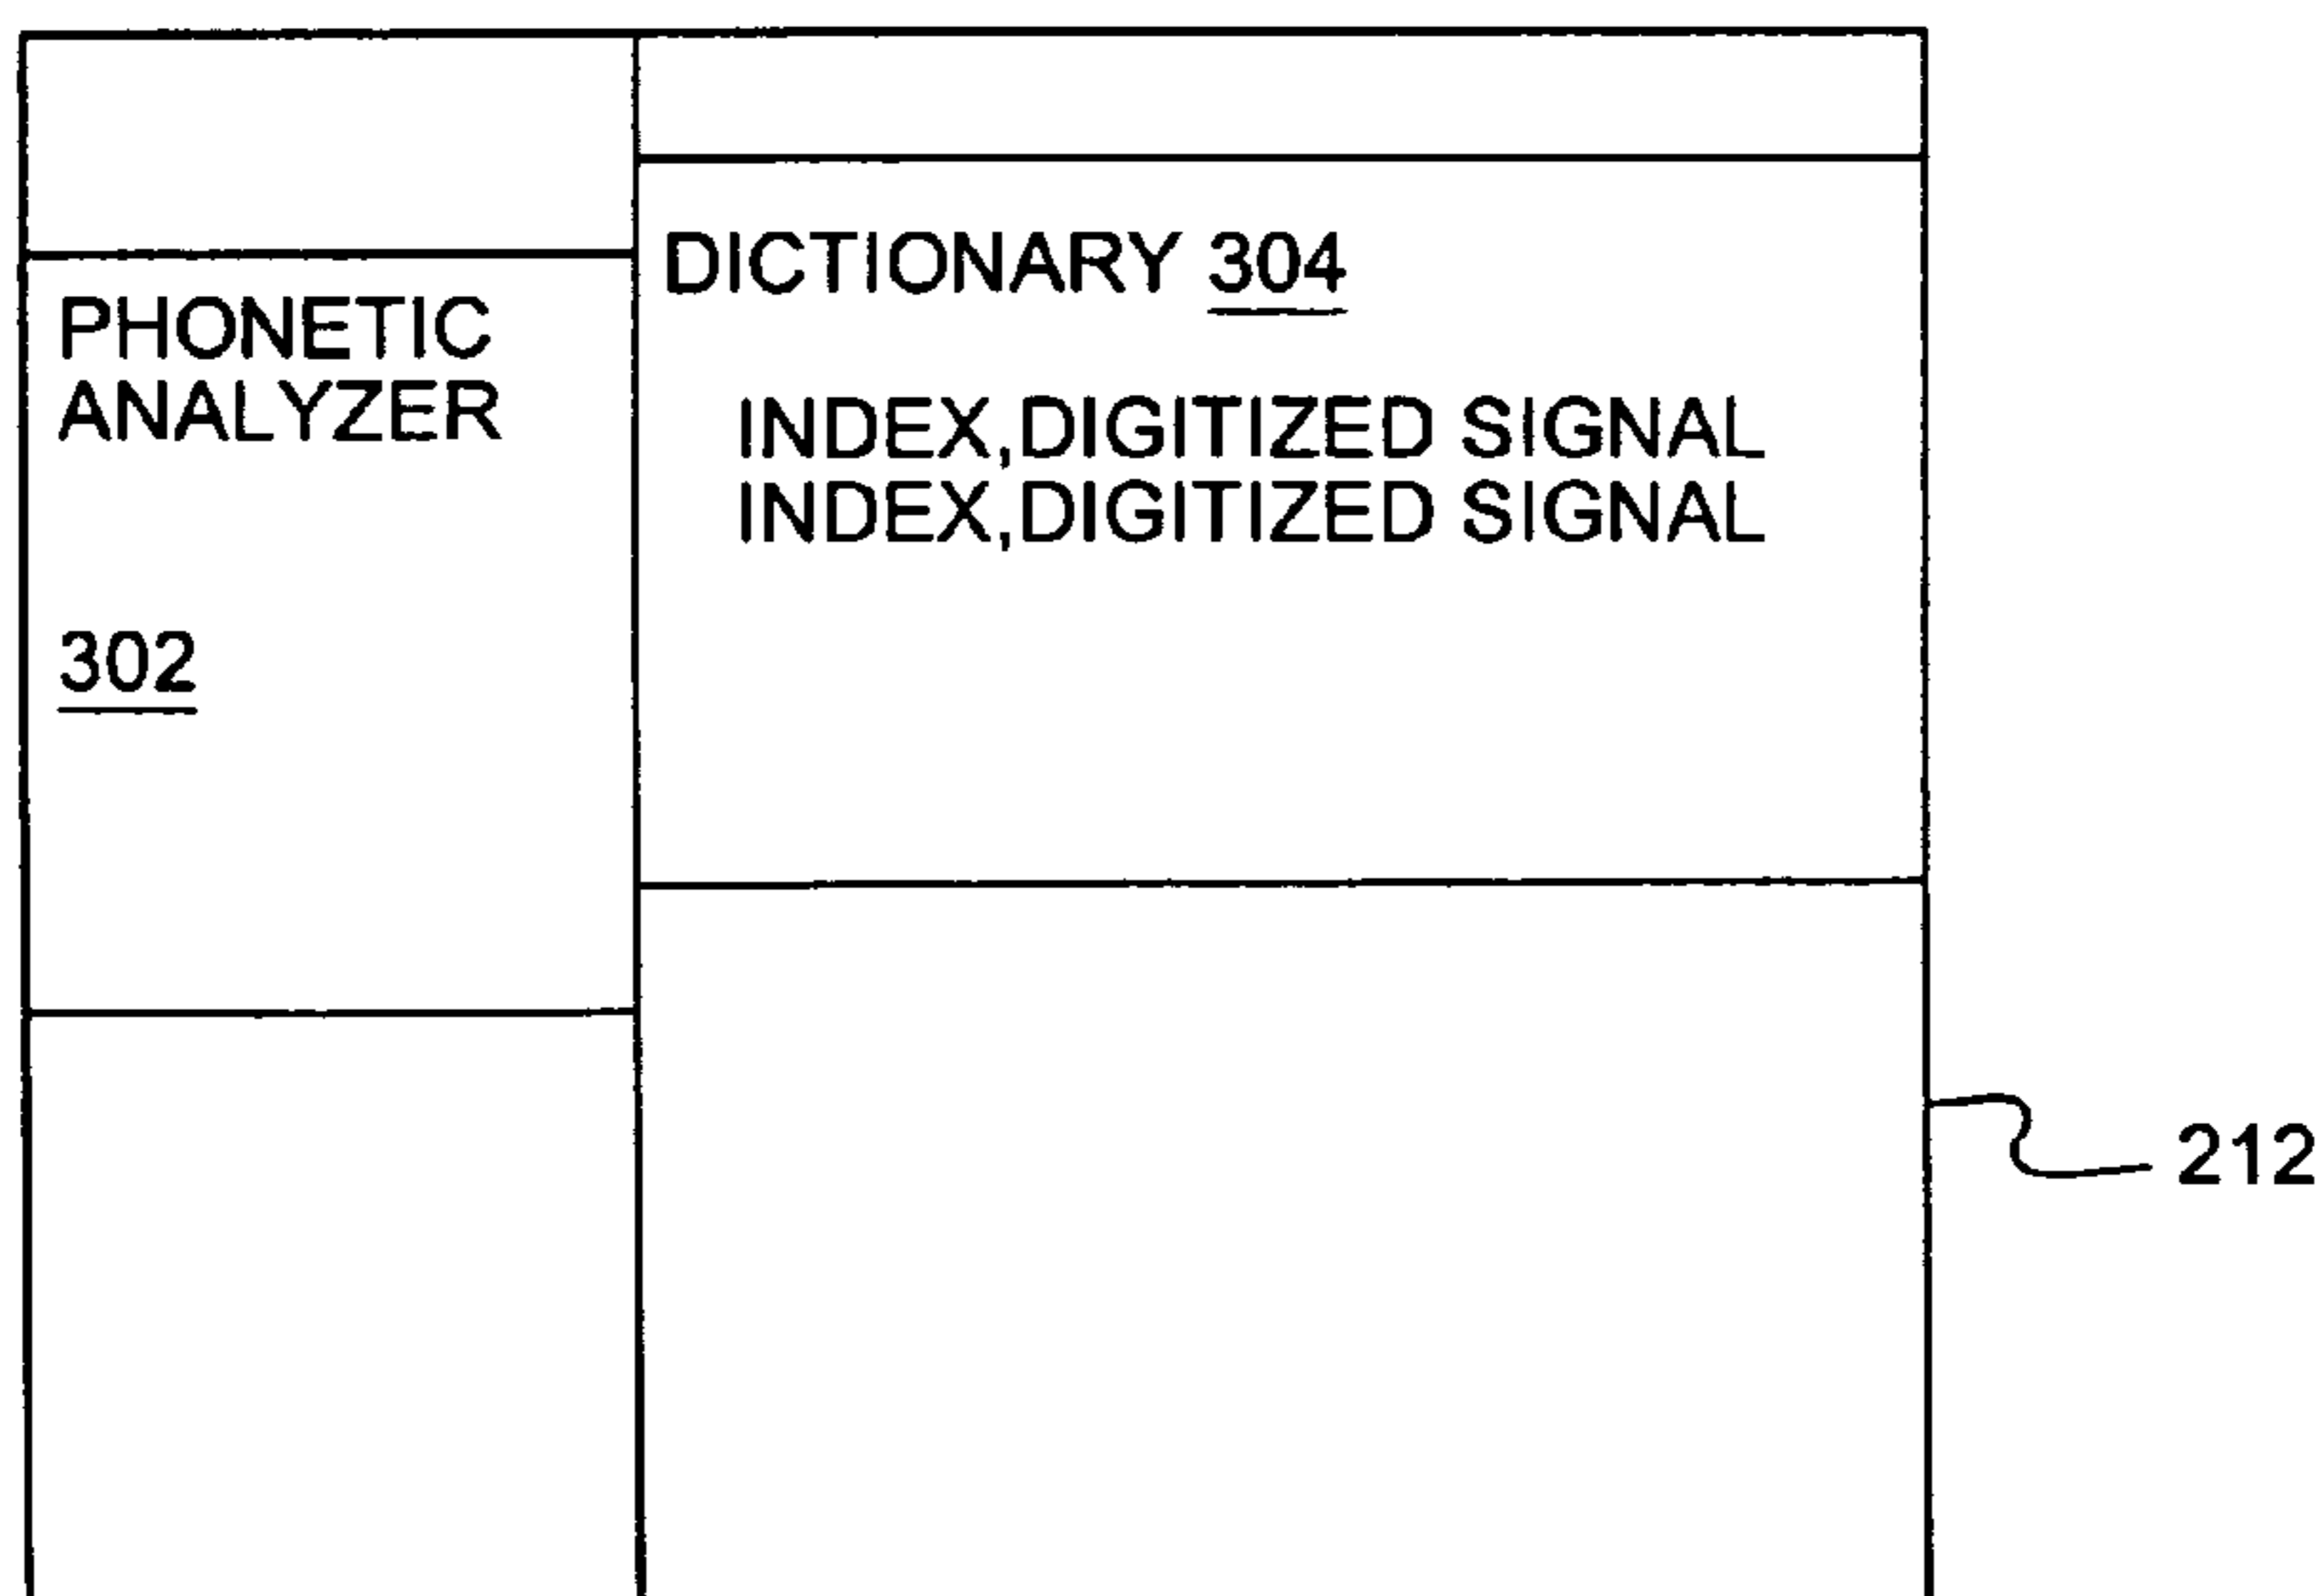 PHONETIC
ANALYZER
302
DICTIONARY 304
INDEX,DIGITIZED SIGNAL
INDEX,DIGITIZED SIGNAL
212